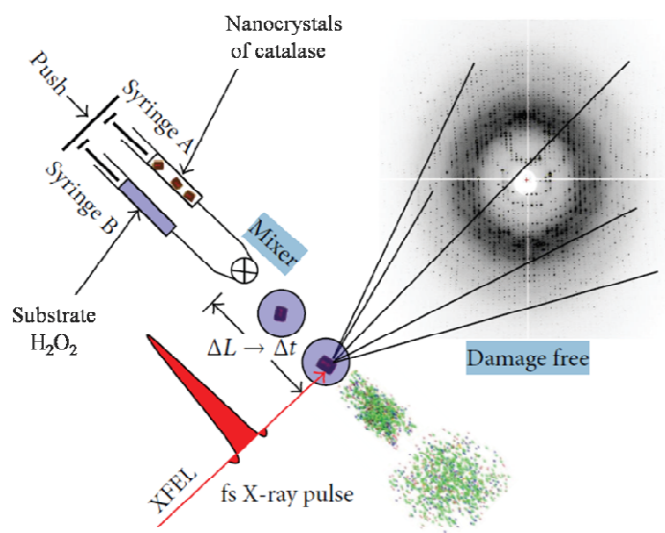 Nanocrystals
of catalase
Push
Syringe A
Syringe B
Mixer
Substrate
H₂O₂
ΔL → Δt
Damage free
XFEL
fs X-ray pulse